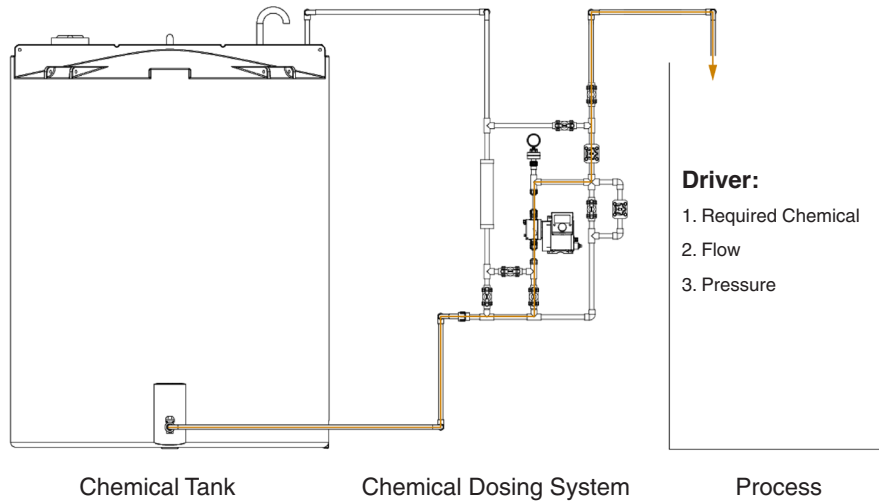 Driver:
1. Required Chemical
2. Flow
3. Pressure
Chemical Tank
Chemical Dosing System
Process